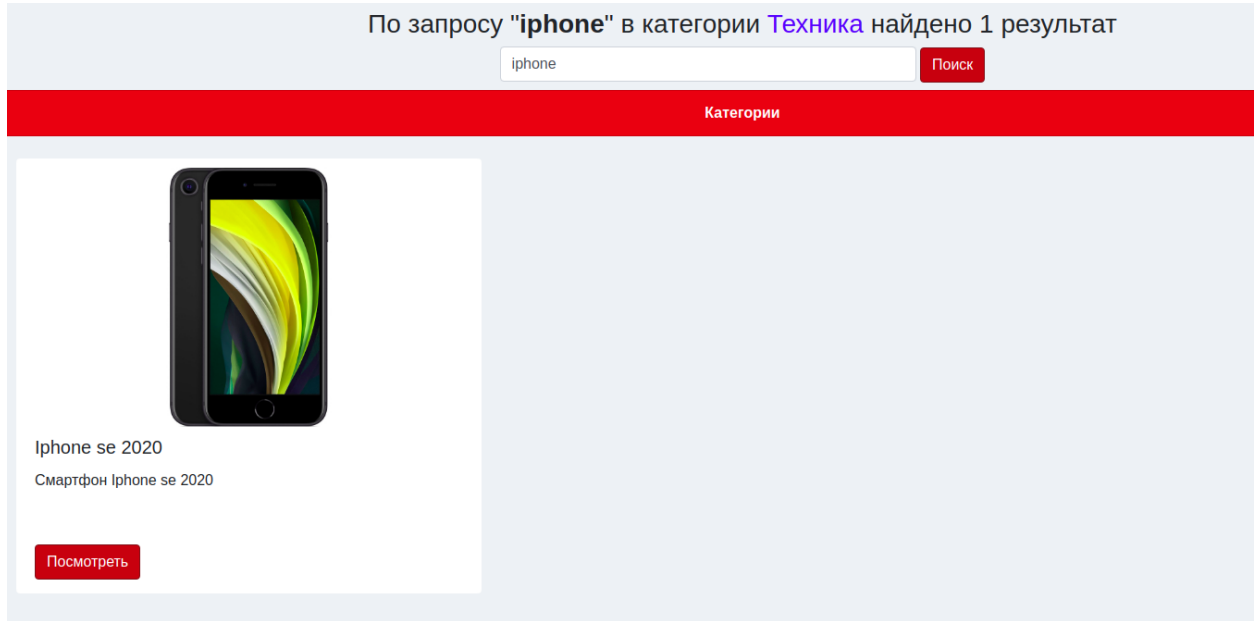 По запросу "iphone" в категории Техника найдено 1 результат
iphone
Поиск
Категории
Iphone se 2020
Смартфон Iphone se 2020
Посмотреть